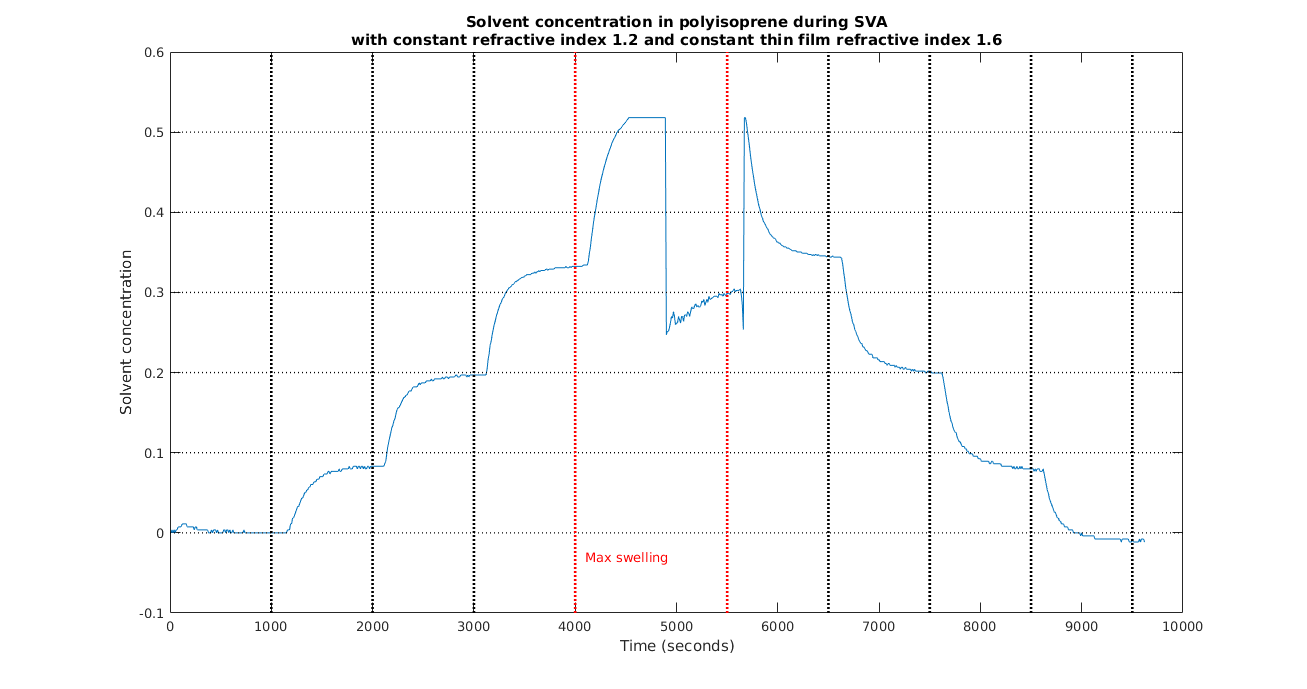 Solvent concentration in polyisoprene during SVA
with constant refractive index 1.2 and constant thin film refractive index 1.6
0.6
0.5
0.4
0.3
0.2
0.1
0
-0.1
Solvent concentration
Max swelling
0 1000 2000 3000 4000 5000 6000 7000 8000 9000 10000
Time (seconds)